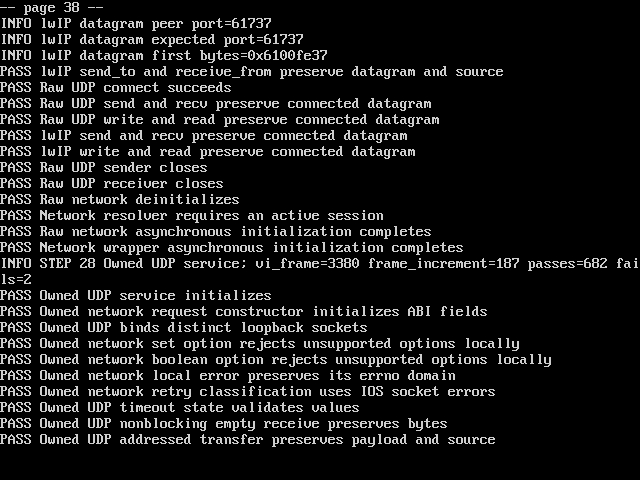 -- page 38 --
INFO lwIP datagram peer port=61737
INFO lwIP datagram expected port=61737
INFO lwIP datagram first bytes=0x6100fe37
PASS lwIP send_to and receive_from preserve datagram and source
PASS Raw UDP connect succeeds
PASS Raw UDP send and recv preserve connected datagram
PASS Raw UDP write and read preserve connected datagram
PASS lwIP send and recv preserve connected datagram
PASS lwIP write and read preserve connected datagram
PASS Raw UDP sender closes
PASS Raw UDP receiver closes
PASS Raw network deinitializes
PASS Network resolver requires an active session
PASS Raw network asynchronous initialization completes
PASS Network wrapper asynchronous initialization completes
INFO STEP 28 Owned UDP service; vi_frame=3380 frame_increment=187 passes=682 fai
ls=2
PASS Owned UDP service initializes
PASS Owned network request constructor initializes ABI fields
PASS Owned UDP binds distinct loopback sockets
PASS Owned network set option rejects unsupported options locally
PASS Owned network boolean option rejects unsupported options locally
PASS Owned network local error preserves its errno domain
PASS Owned network retry classification uses IOS socket errors
PASS Owned UDP timeout state validates values
PASS Owned UDP nonblocking empty receive preserves bytes
PASS Owned UDP addressed transfer preserves payload and source